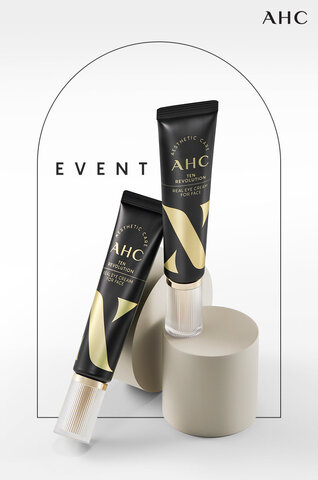 AHC
EVENT
AESTHETIC CARE
AHC
TEN
REVOLUTION
REAL EYE CREAM
FOR FACE
AESTHETIC CARE
AHC
TEN
REVOLUTION
REAL EYE CREAM
FOR FACE